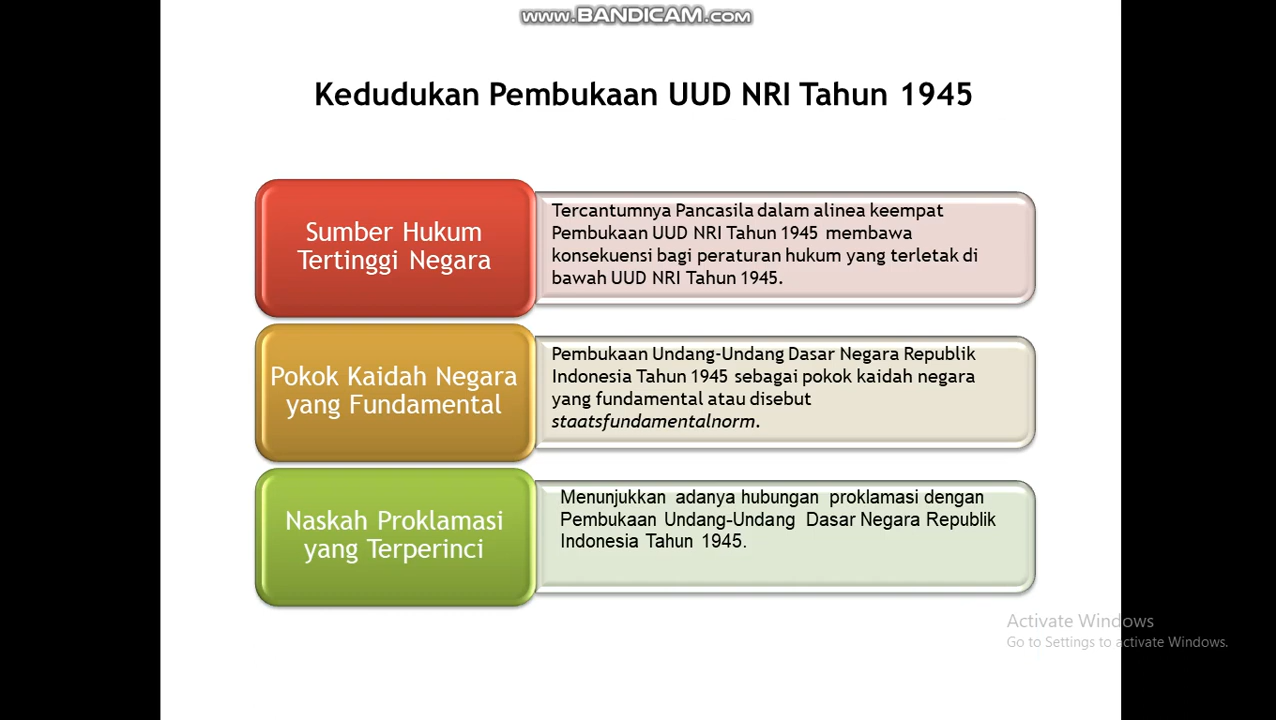 www.BANDICAM.com
Kedudukan Pembukaan UUD NRI Tahun 1945
Sumber Hukum
Tertinggi Negara
Tercantumnya Pancasila dalam alinea keempat
Pembukaan UUD NRI Tahun 1945 membawa
konsekuensi bagi peraturan hukum yang terletak di
bawah UUD NRI Tahun 1945.
Pokok Kaidah Negara
yang Fundamental
Pembukaan Undang-Undang Dasar Negara Republik
Indonesia Tahun 1945 sebagai pokok kaidah negara
yang fundamental atau disebut
staatsfundamentalnorm.
Naskah Proklamasi
yang Terperinci
Menunjukkan adanya hubungan proklamasi dengan
Pembukaan Undang-Undang Dasar Negara Republik
Indonesia Tahun 1945.
Activate Windows
Go to Settings to activate Windows.